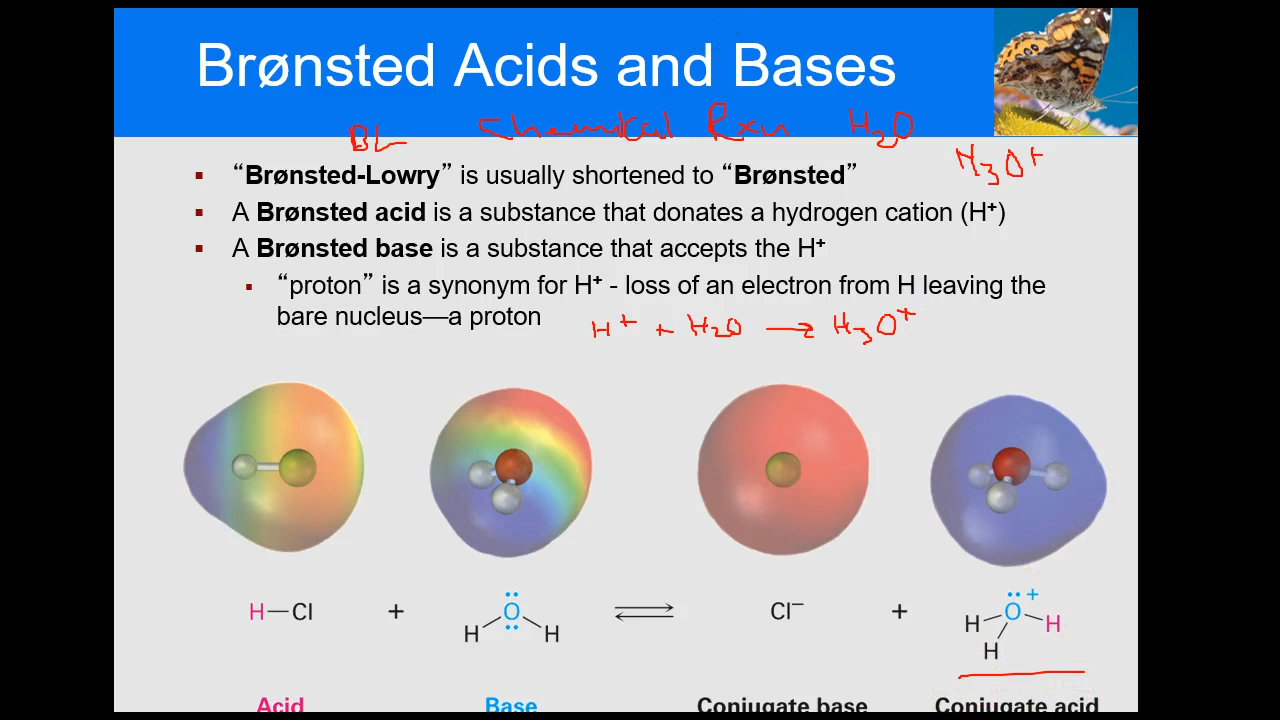 Brønsted Acids and Bases
BL Chemical Rxn H2O
H3O+
▪ “Brønsted-Lowry” is usually shortened to “Brønsted”
▪ A Brønsted acid is a substance that donates a hydrogen cation (H⁺)
▪ A Brønsted base is a substance that accepts the H⁺
▪ “proton” is a synonym for H⁺ - loss of an electron from H leaving the
bare nucleus—a proton
H⁺ + H2O → H3O⁺
H—Cl + H O H ⇌ Cl⁻ + H O⁺ H H
Acid Base Conjugate base Conjugate acid